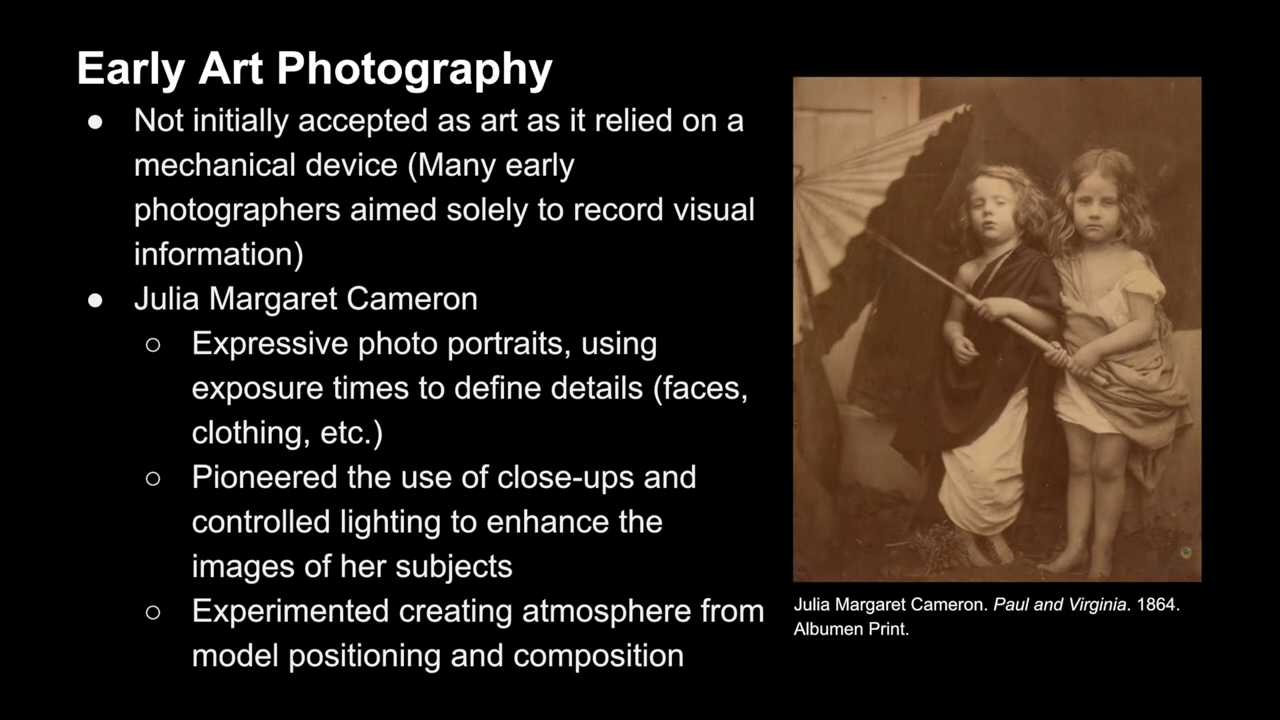 Early Art Photography
● Not initially accepted as art as it relied on a
mechanical device (Many early
photographers aimed solely to record visual
information)
● Julia Margaret Cameron
○ Expressive photo portraits, using
exposure times to define details (faces,
clothing, etc.)
○ Pioneered the use of close-ups and
controlled lighting to enhance the
images of her subjects
○ Experimented creating atmosphere from
model positioning and composition
Julia Margaret Cameron. Paul and Virginia. 1864.
Albumen Print.